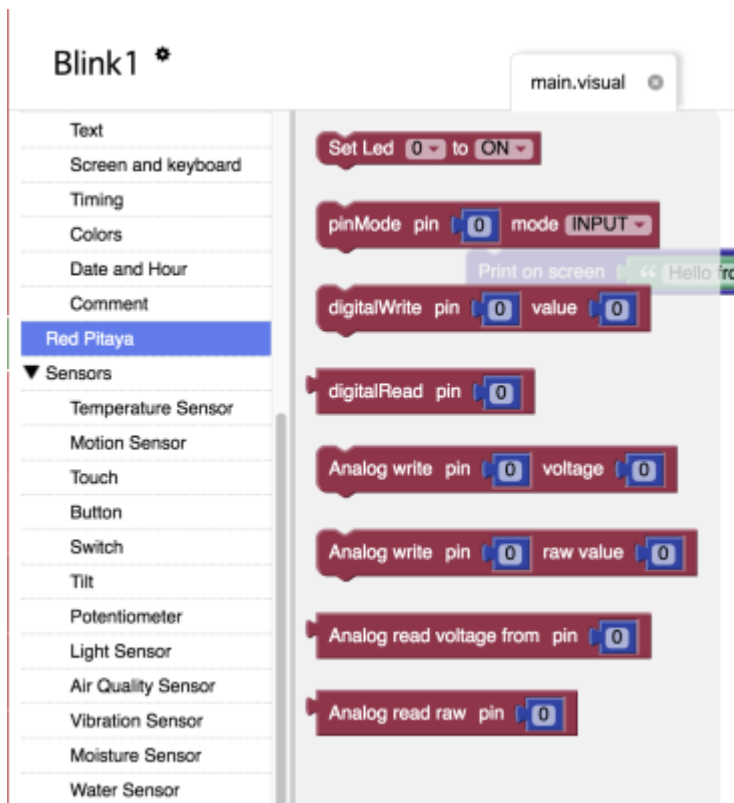 Blink1
main.visual
Text
Screen and keyboard
Timing
Colors
Date and Hour
Comment
Red Pitaya
Sensors
Temperature Sensor
Motion Sensor
Touch
Button
Switch
Tilt
Potentiometer
Light Sensor
Air Quality Sensor
Vibration Sensor
Moisture Sensor
Water Sensor
Set Led 0 to ON
pinMode pin 0 mode INPUT
Print on screen “ Hello fro
digitalWrite pin 0 value 0
digitalRead pin 0
Analog write pin 0 voltage 0
Analog write pin 0 raw value 0
Analog read voltage from pin 0
Analog read raw pin 0